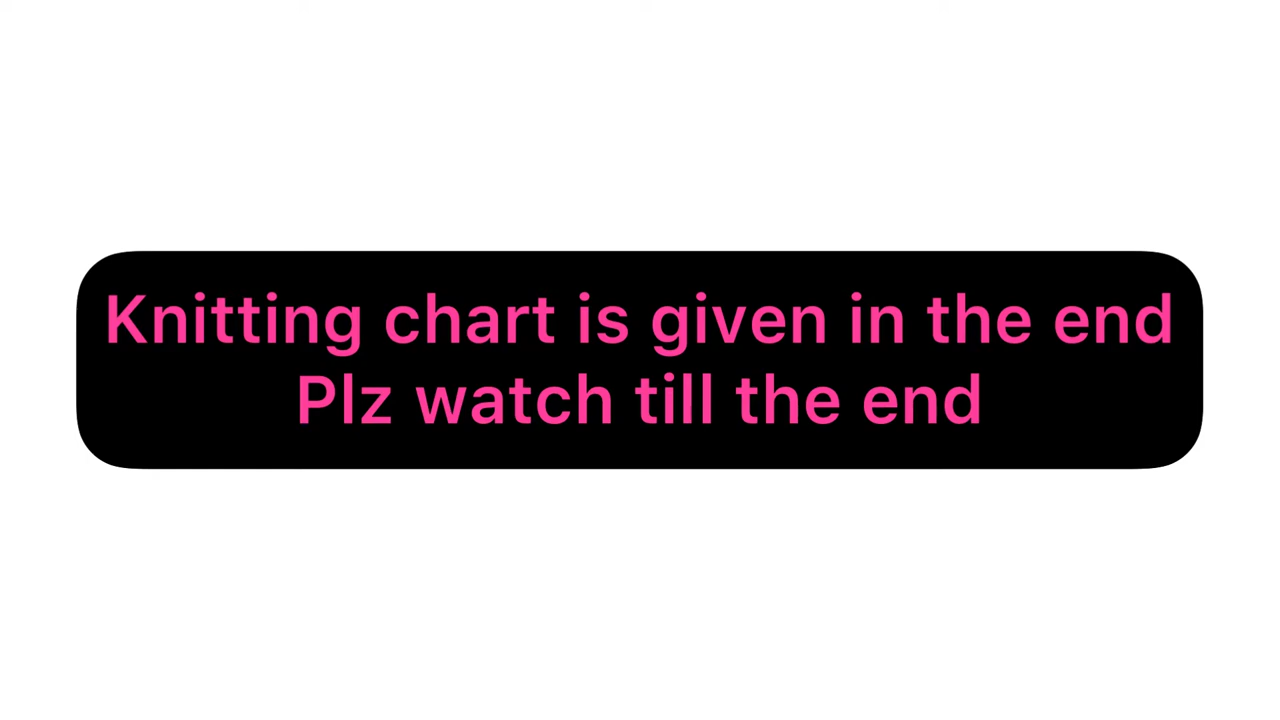 Knitting chart is given in the end
Plz watch till the end